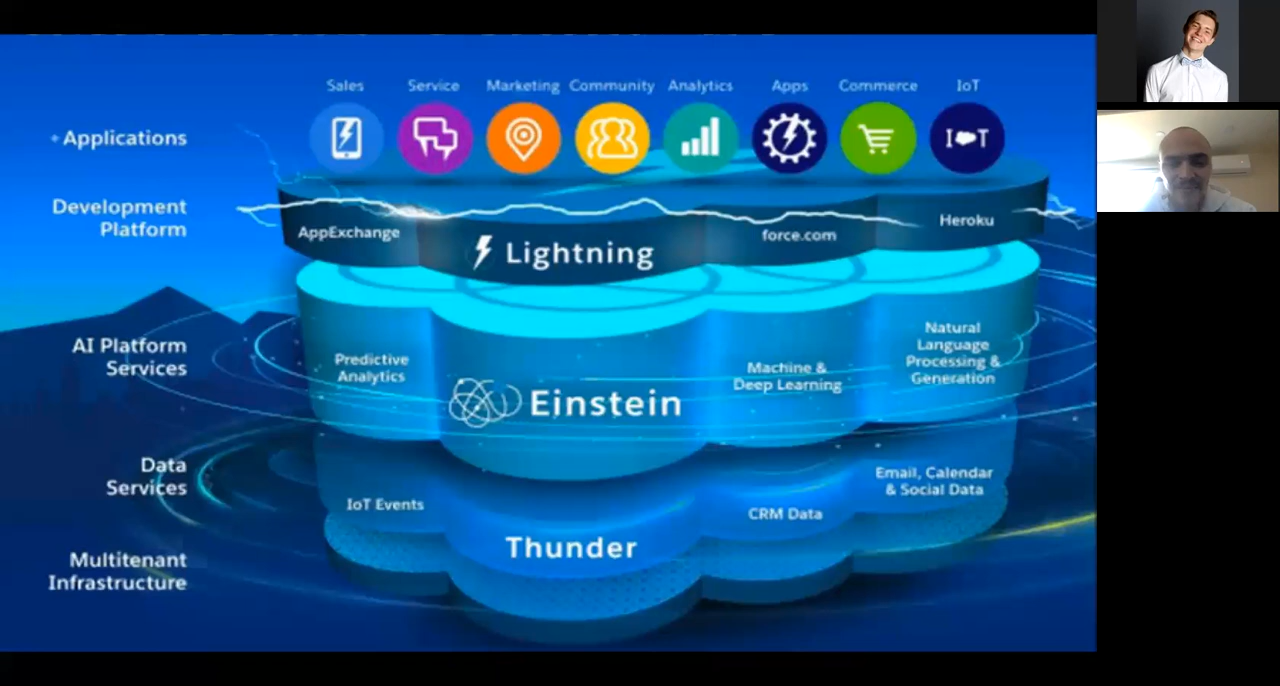 Sales
Service
Marketing
Community
Analytics
Apps
Commerce
IoT
Applications
I T
Development
Platform
AppExchange
Lightning
force.com
Heroku
AI Platform
Services
Predictive
Analytics
Einstein
Machine &
Deep Learning
Natural
Language
Processing &
Generation
Data
Services
IoT Events
Thunder
CRM Data
Email, Calendar
& Social Data
Multitenant
Infrastructure